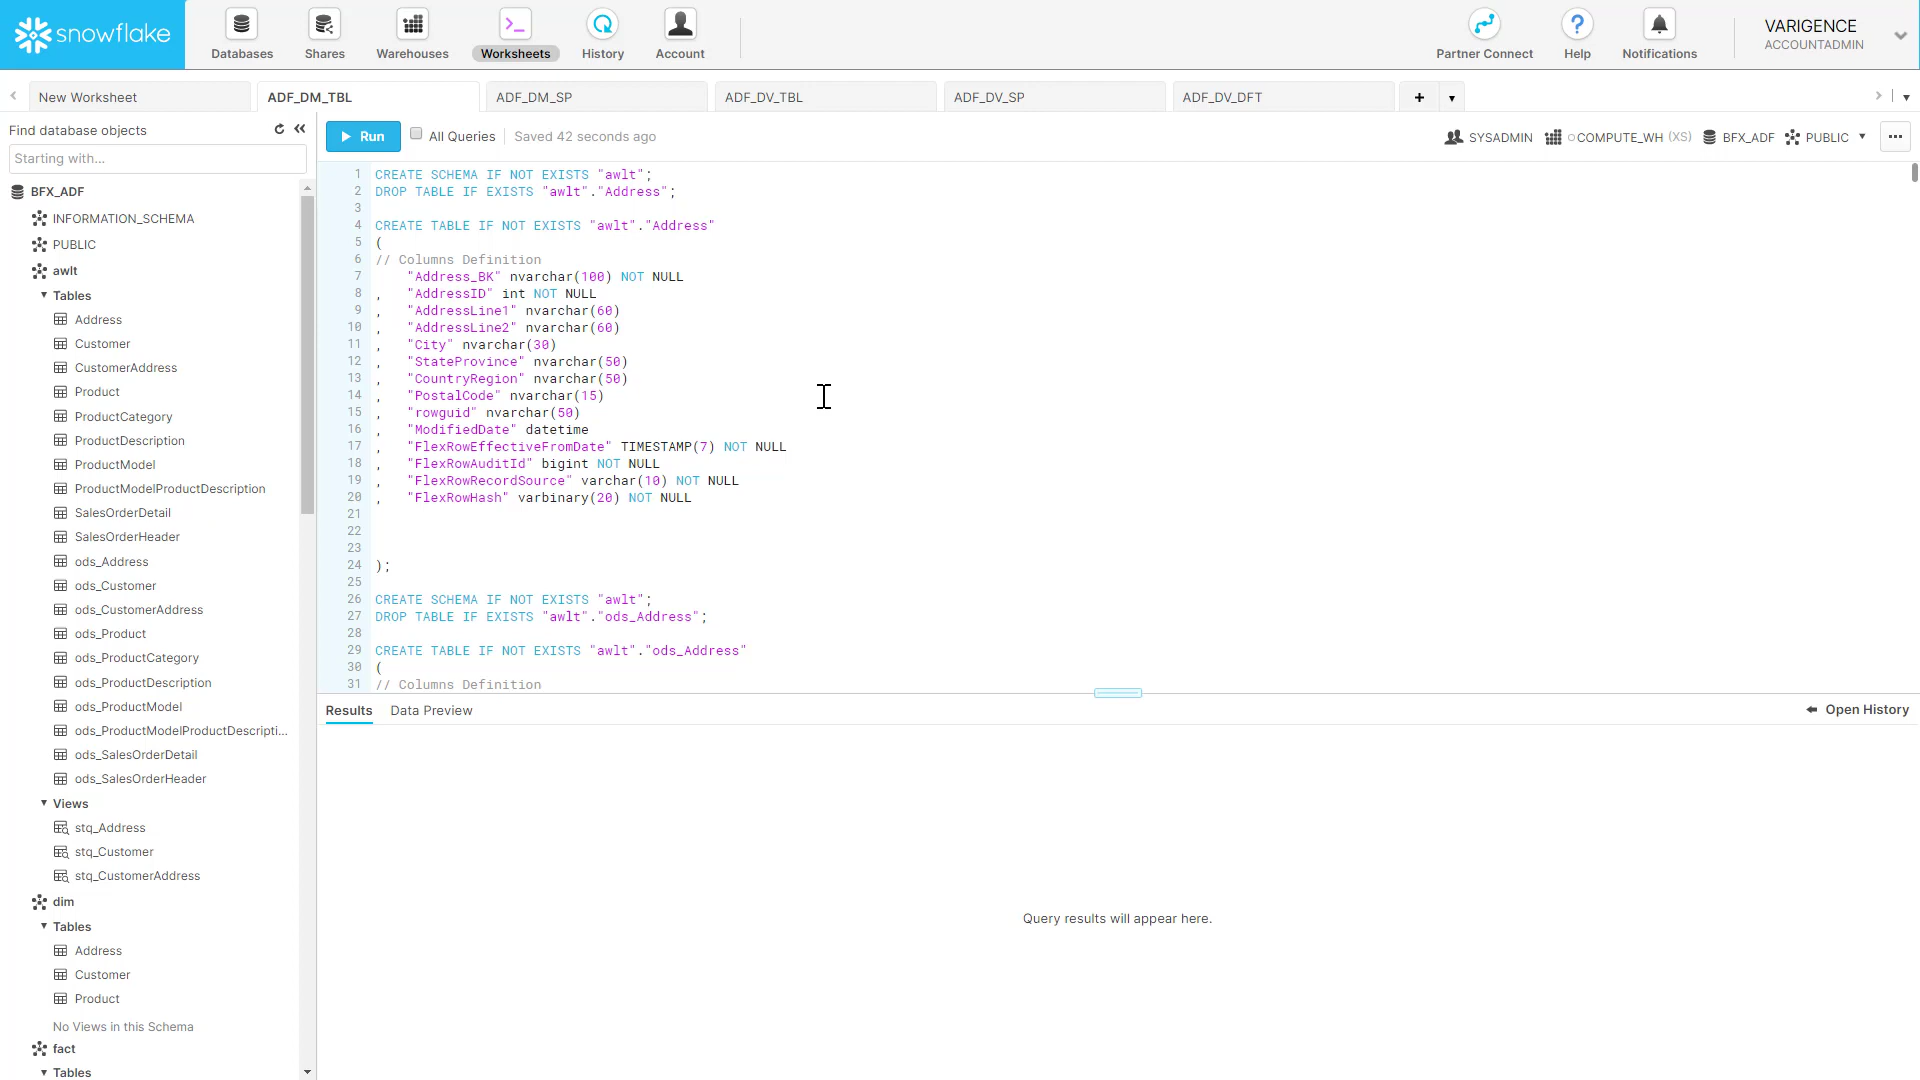 snowflake
Databases
Shares
Warehouses
Worksheets
History
Account
Partner Connect
Help
Notifications
VARIGENCE
ACCOUNTADMIN
New Worksheet
ADF_DM_TBL
ADF_DM_SP
ADF_DV_TBL
ADF_DV_SP
ADF_DV_DFT
+
Find database objects
Starting with...
BFX_ADF
INFORMATION_SCHEMA
PUBLIC
awlt
Tables
Address
Customer
CustomerAddress
Product
ProductCategory
ProductDescription
ProductModel
ProductModelProductDescription
SalesOrderDetail
SalesOrderHeader
ods_Address
ods_Customer
ods_CustomerAddress
ods_Product
ods_ProductCategory
ods_ProductDescription
ods_ProductModel
ods_ProductModelProductDescripti...
ods_SalesOrderDetail
ods_SalesOrderHeader
Views
stq_Address
stq_Customer
stq_CustomerAddress
dim
Tables
Address
Customer
Product
No Views in this Schema
fact
Tables
Run
All Queries
Saved 42 seconds ago
SYSADMIN
COMPUTE_WH (XS)
BFX_ADF
PUBLIC
1 CREATE SCHEMA IF NOT EXISTS "awlt";
2 DROP TABLE IF EXISTS "awlt"."Address";
3
4 CREATE TABLE IF NOT EXISTS "awlt"."Address"
5 (
6 // Columns Definition
7 "Address_BK" nvarchar(100) NOT NULL
8 , "AddressID" int NOT NULL
9 , "AddressLine1" nvarchar(60)
10 , "AddressLine2" nvarchar(60)
11 , "City" nvarchar(30)
12 , "StateProvince" nvarchar(50)
13 , "CountryRegion" nvarchar(50)
14 , "PostalCode" nvarchar(15)
15 , "rowguid" nvarchar(50)
16 , "ModifiedDate" datetime
17 , "FlexRowEffectiveFromDate" TIMESTAMP(7) NOT NULL
18 , "FlexRowAuditId" bigint NOT NULL
19 , "FlexRowRecordSource" varchar(10) NOT NULL
20 , "FlexRowHash" varbinary(20) NOT NULL
21
22
23
24 );
25
26 CREATE SCHEMA IF NOT EXISTS "awlt";
27 DROP TABLE IF EXISTS "awlt"."ods_Address";
28
29 CREATE TABLE IF NOT EXISTS "awlt"."ods_Address"
30 (
31 // Columns Definition
Results
Data Preview
Open History
Query results will appear here.